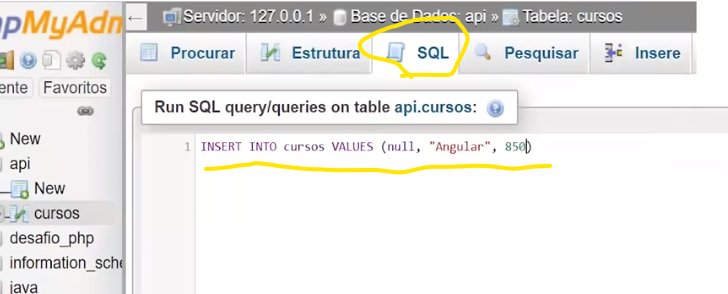 pMyAdm
Servidor: 127.0.0.1 » Base de Dados: api » Tabela: cursos
Procurar Estrutura SQL Pesquisar Insere
Favoritos
Run SQL query/queries on table api.cursos:
1 INSERT INTO cursos VALUES (null, "Angular", 850)
New
api
New
cursos
desafio_php
information_sche
java